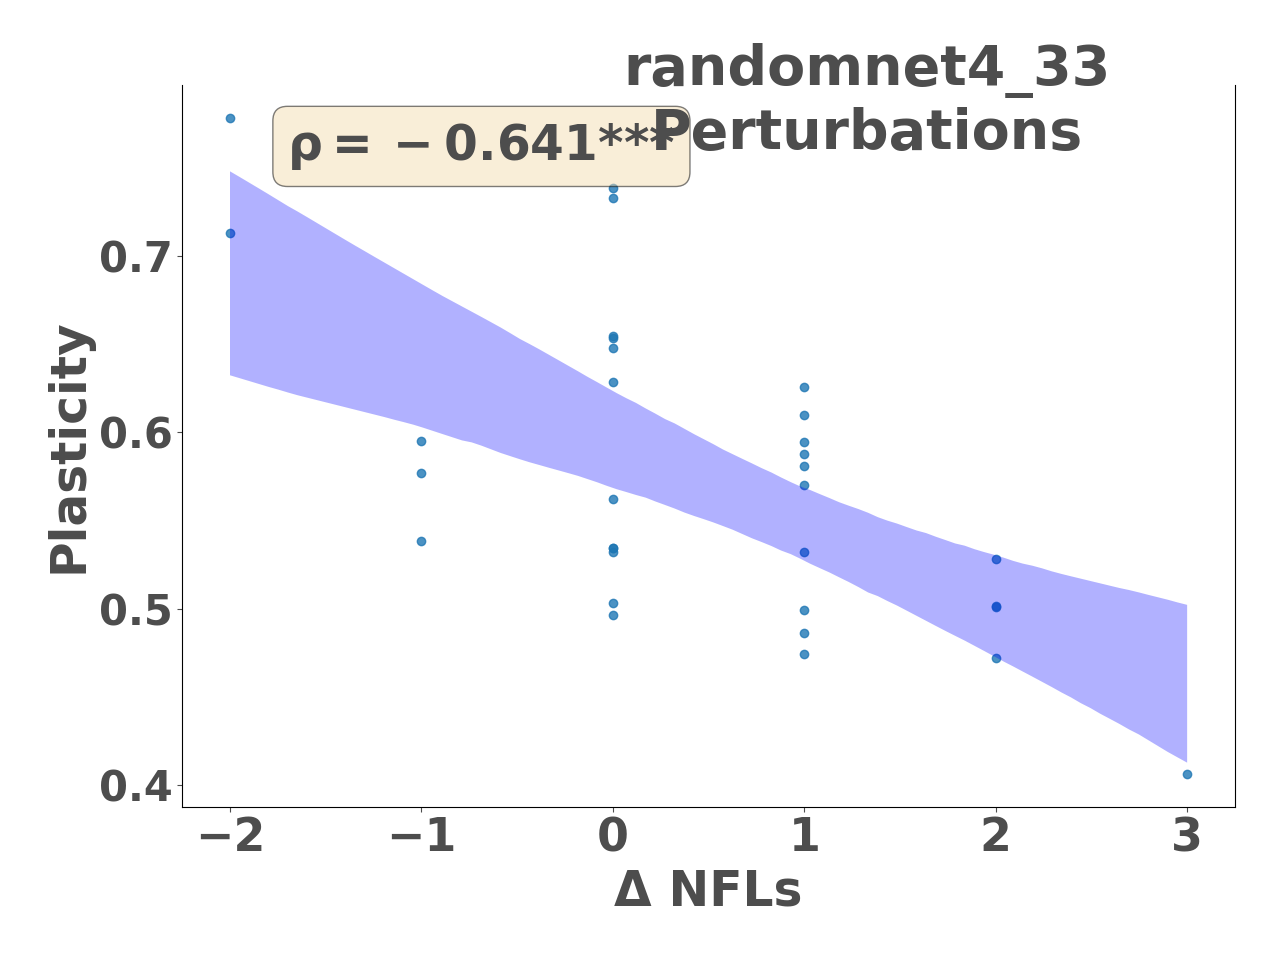 randomnet4_33
Perturbations
ρ = − 0.641***
Plasticity
0.7
0.6
0.5
0.4
−2 −1 0 1 2 3
Δ NFLs